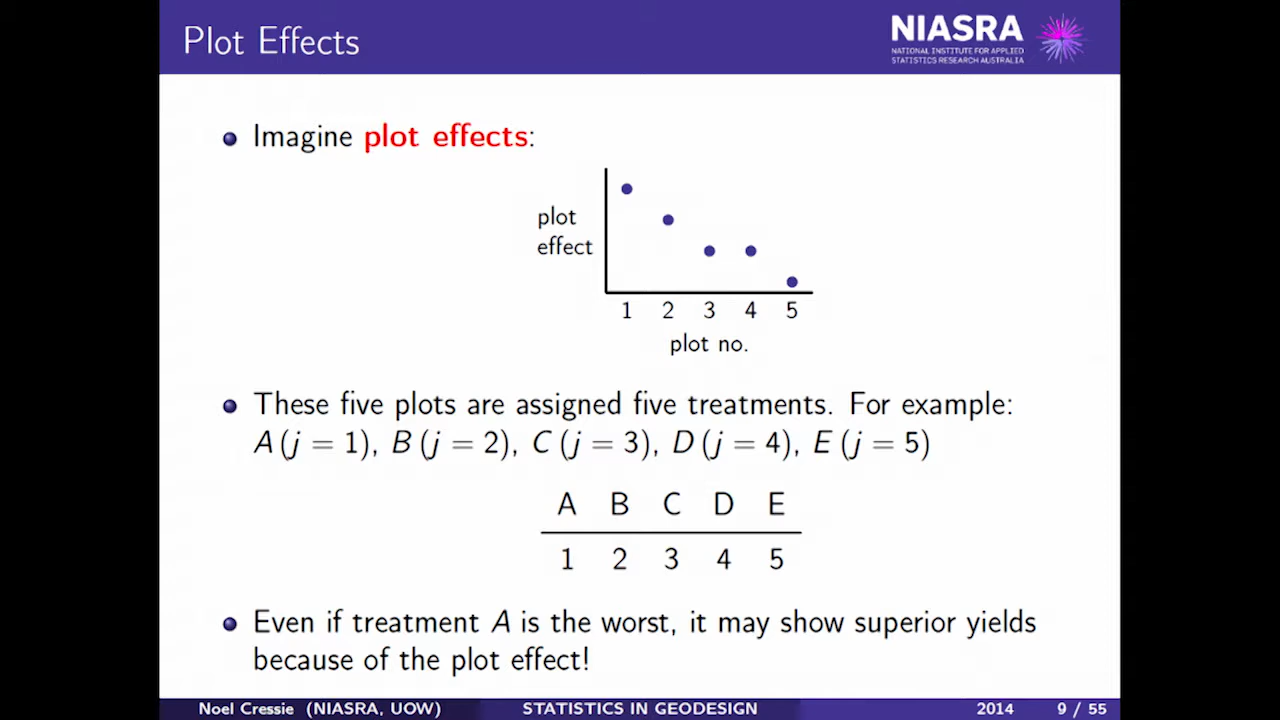 Plot Effects
NIASRA
NATIONAL INSTITUTE FOR APPLIED
STATISTICS RESEARCH AUSTRALIA
Imagine plot effects:
plot
effect
1 2 3 4 5
plot no.
These five plots are assigned five treatments. For example:
A (j = 1), B (j = 2), C (j = 3), D (j = 4), E (j = 5)
A B C D E
1 2 3 4 5
Even if treatment A is the worst, it may show superior yields
because of the plot effect!
Noel Cressie (NIASRA, UOW) STATISTICS IN GEODESIGN 2014 9 / 55